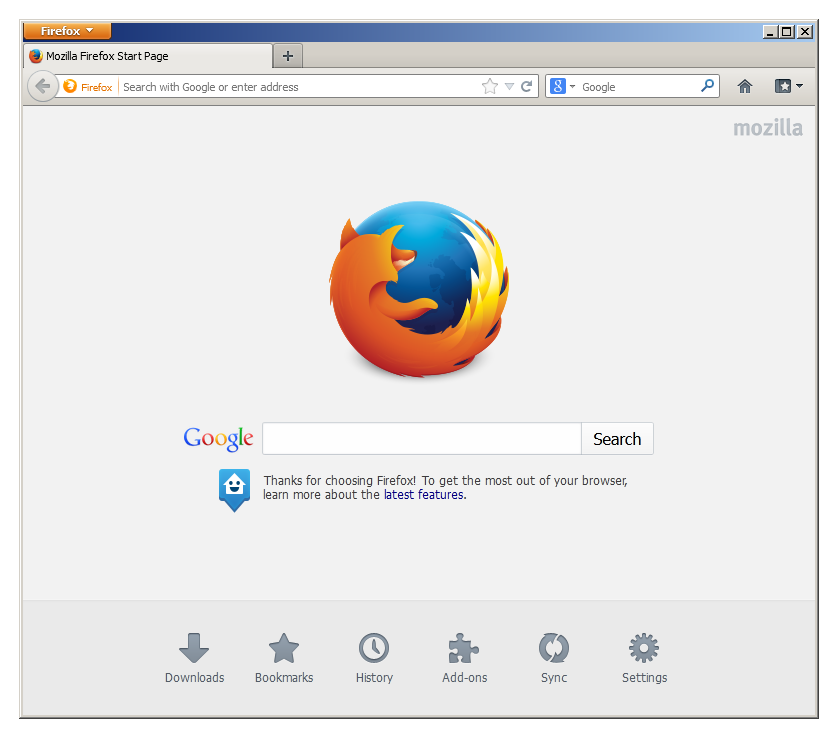 Firefox
Mozilla Firefox Start Page
Firefox Search with Google or enter address 8 Google
mozilla
Google Search
Thanks for choosing Firefox! To get the most out of your browser,
learn more about the latest features.
Downloads Bookmarks History Add-ons Sync Settings